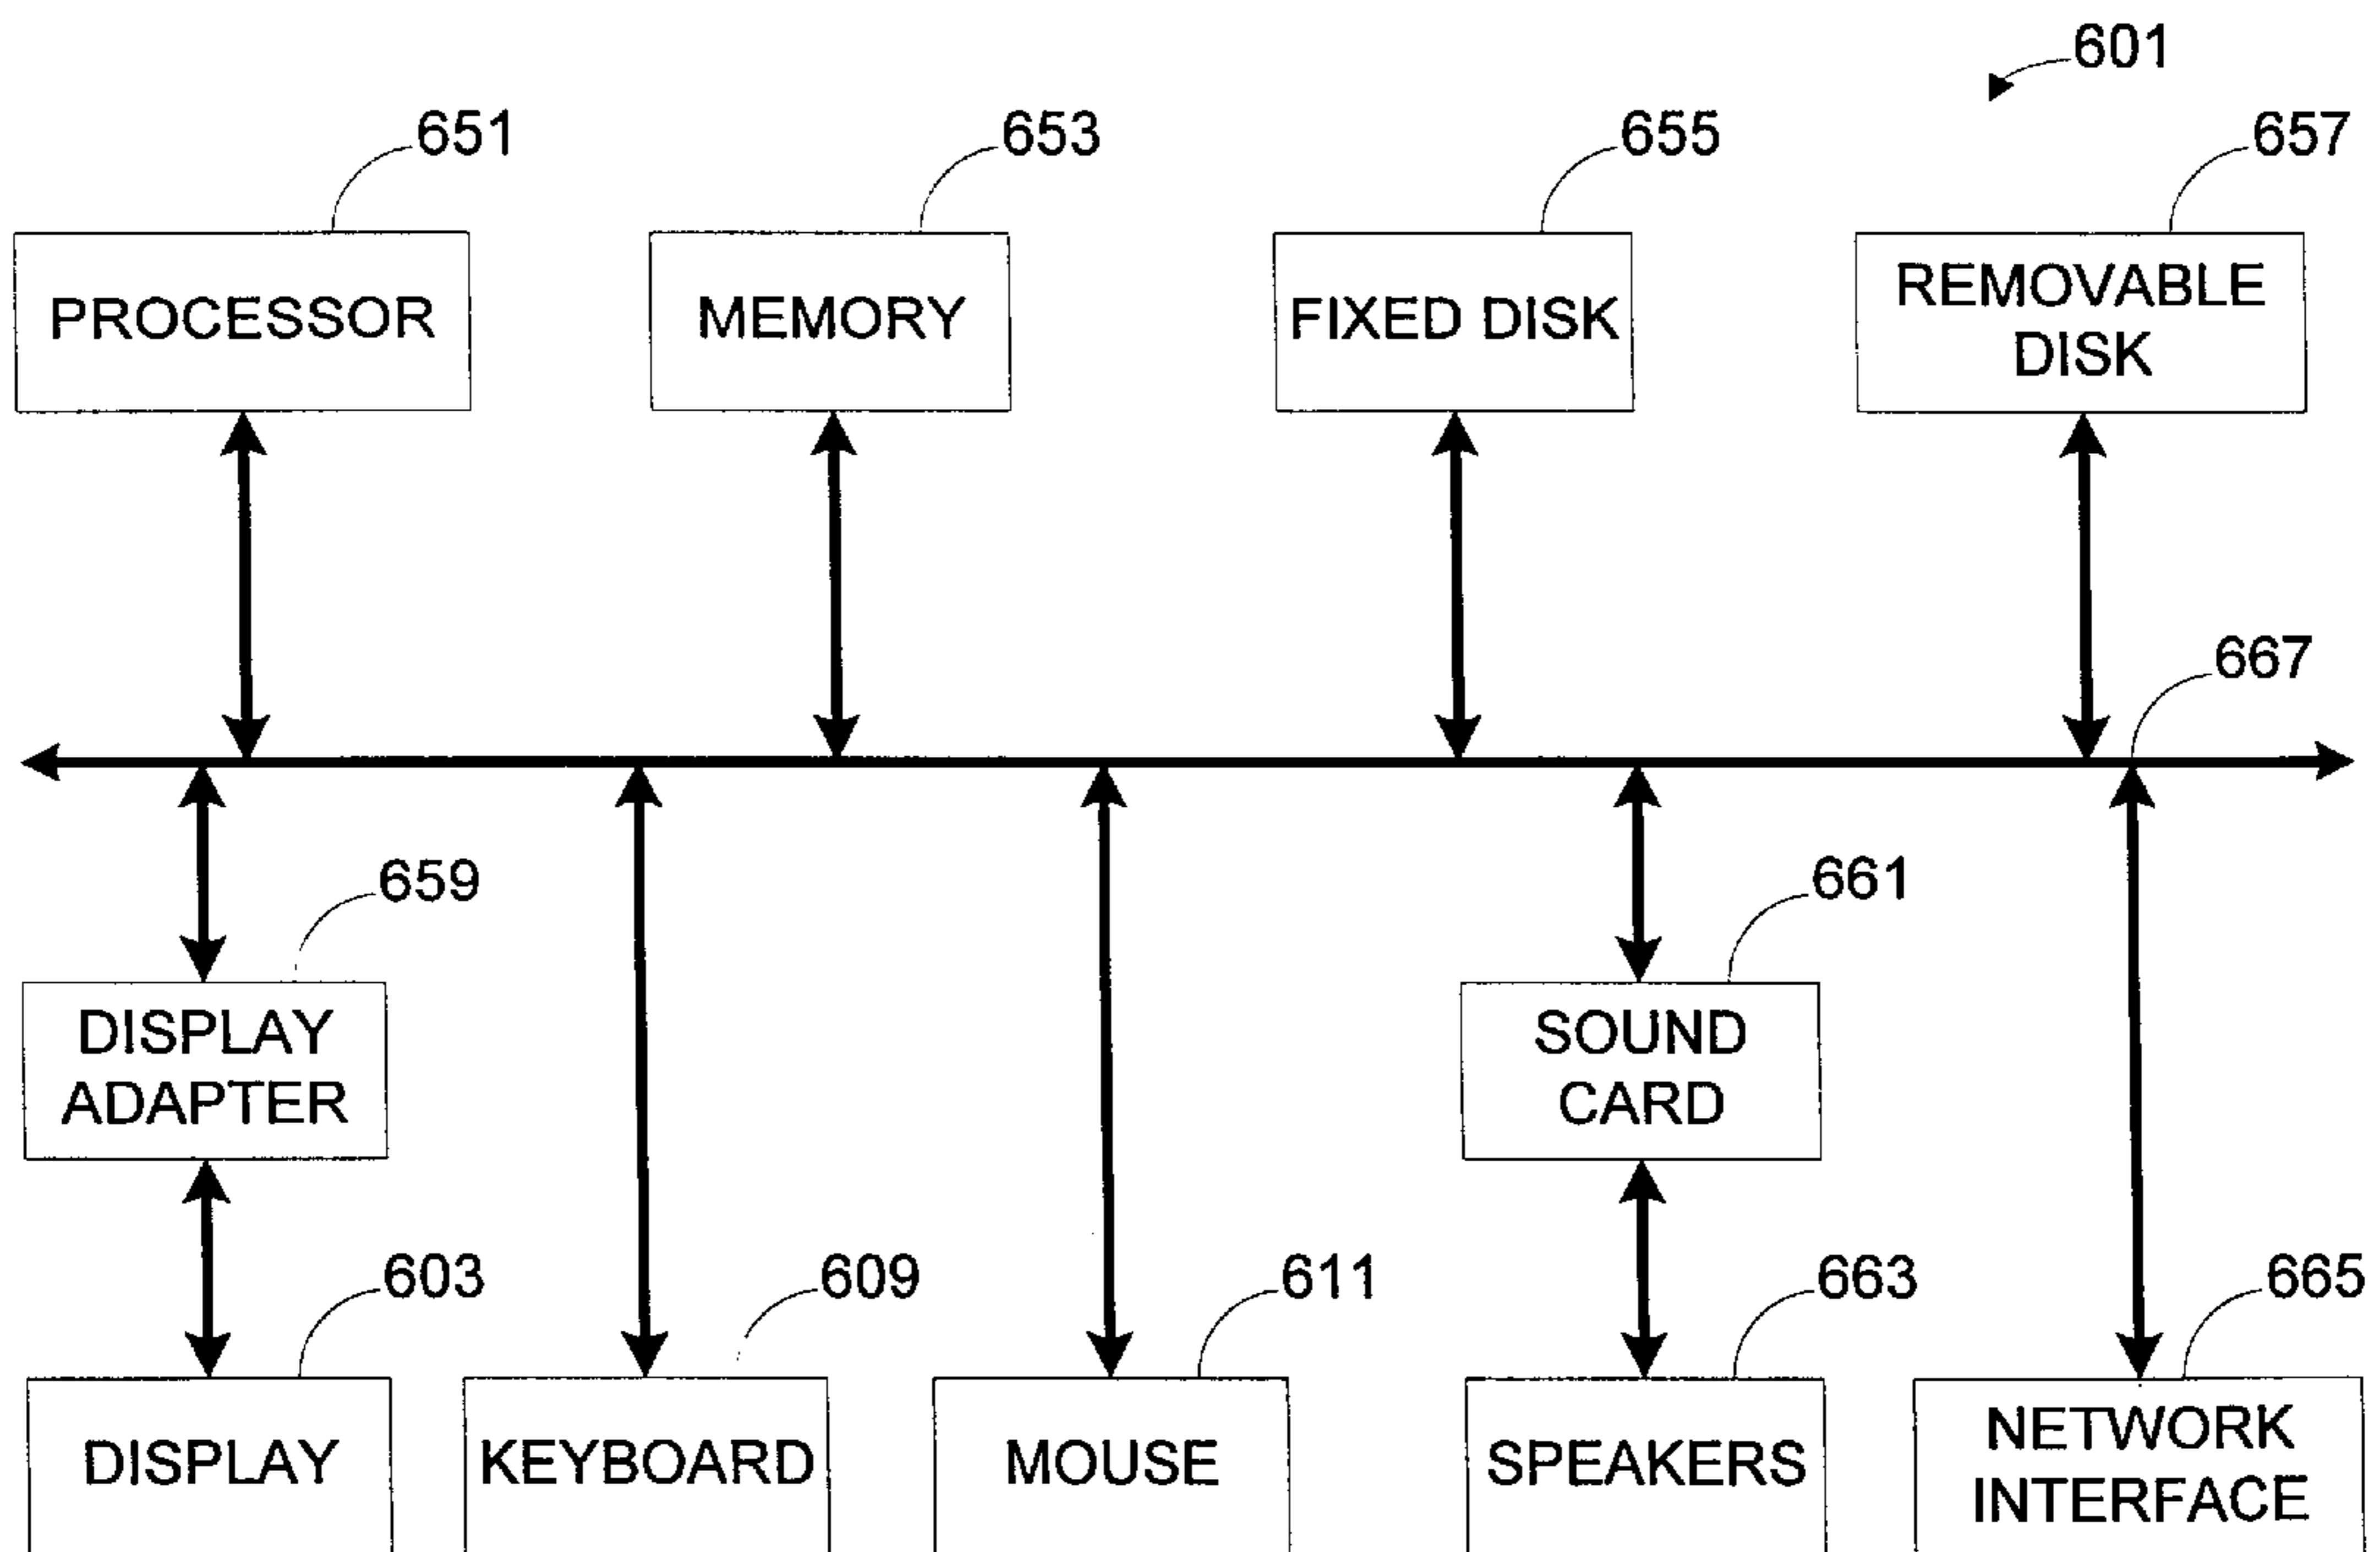 601
651
653
655
657
PROCESSOR
MEMORY
FIXED DISK
REMOVABLE
DISK
667
659
661
DISPLAY
ADAPTER
SOUND
CARD
603
609
611
663
665
DISPLAY
KEYBOARD
MOUSE
SPEAKERS
NETWORK
INTERFACE